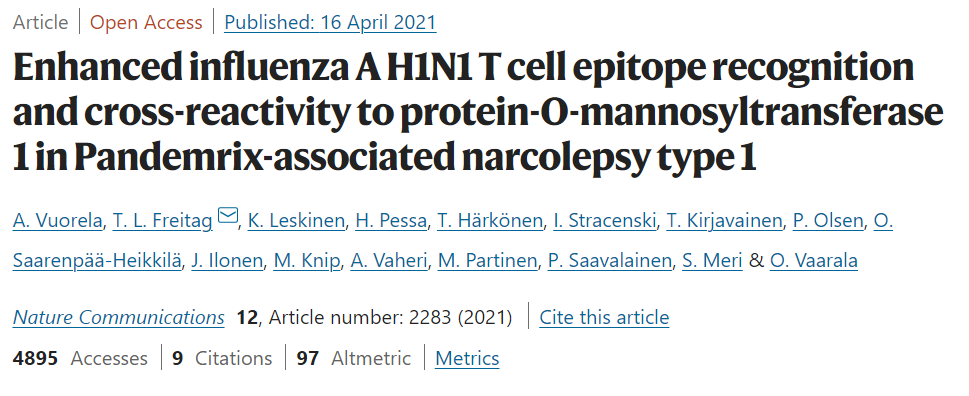 Article | Open Access | Published: 16 April 2021
Enhanced influenza A H1N1 T cell epitope recognition
and cross-reactivity to protein-O-mannosyltransferase
1 in Pandemrix-associated narcolepsy type 1
A. Vuorela, T. L. Freitag, K. Leskinen, H. Pessa, T. Härkönen, I. Stracenski, T. Kirjavainen, P. Olsen, O.
Saarenpää-Heikkilä, J. Ilonen, M. Knip, A. Vaheri, M. Partinen, P. Saavalainen, S. Meri & O. Vaarala
Nature Communications 12, Article number: 2283 (2021) | Cite this article
4895 Accesses | 9 Citations | 97 Altmetric | Metrics